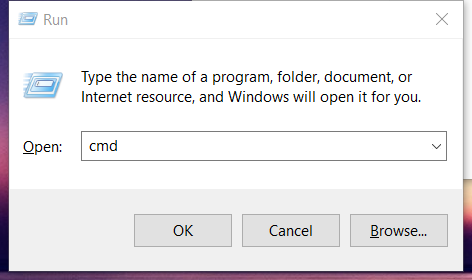 Run
Type the name of a program, folder, document, or
Internet resource, and Windows will open it for you.
Open: cmd
OK Cancel Browse...